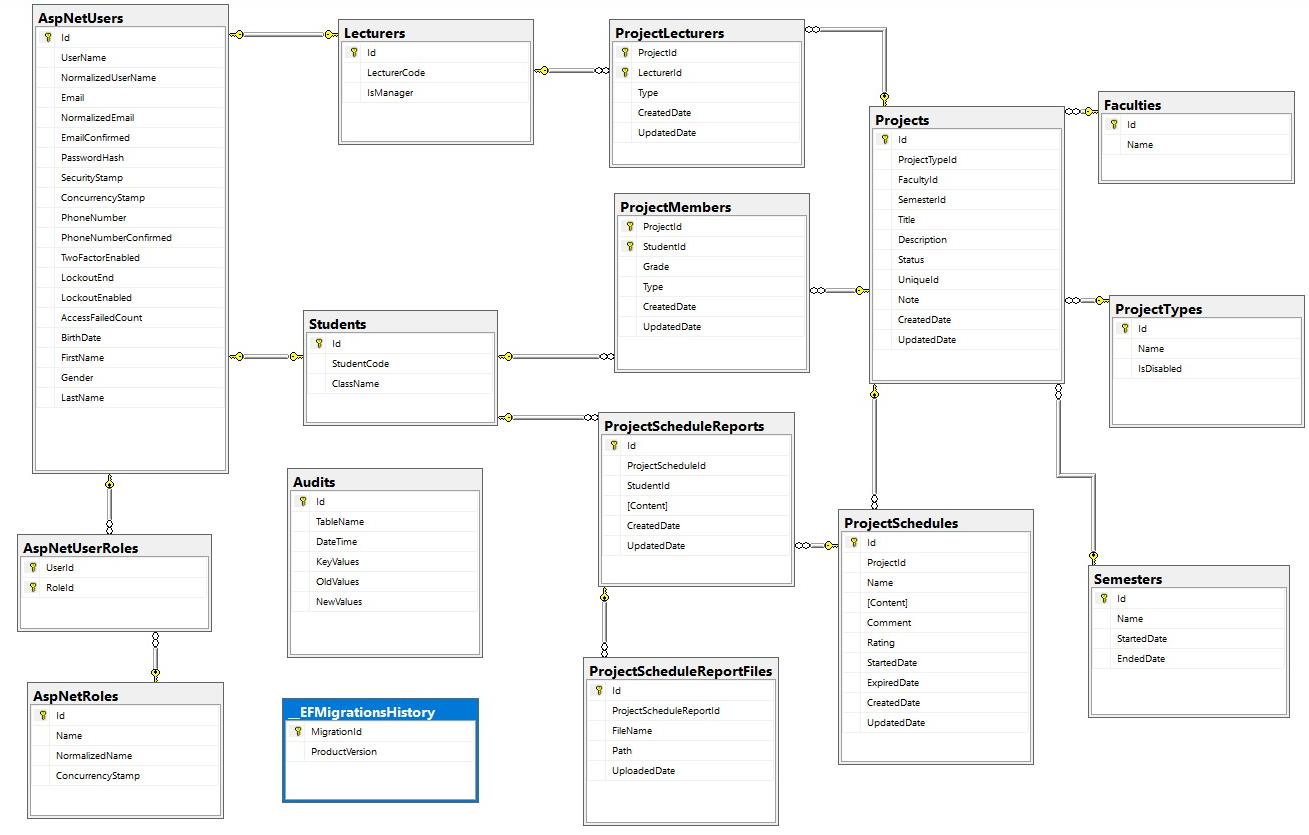 AspNetUsers
Id
UserName
NormalizedUserName
Email
NormalizedEmail
EmailConfirmed
PasswordHash
SecurityStamp
ConcurrencyStamp
PhoneNumber
PhoneNumberConfirmed
TwoFactorEnabled
LockoutEnd
LockoutEnabled
AccessFailedCount
BirthDate
FirstName
Gender
LastName
Lecturers
Id
LecturerCode
IsManager
ProjectLecturers
ProjectId
LecturerId
Type
CreatedDate
UpdatedDate
Projects
Id
ProjectTypeId
FacultyId
SemesterId
Title
Description
Status
UniqueId
Note
CreatedDate
UpdatedDate
Faculties
Id
Name
ProjectMembers
ProjectId
StudentId
Grade
Type
CreatedDate
UpdatedDate
ProjectTypes
Id
Name
IsDisabled
Students
Id
StudentCode
ClassName
ProjectScheduleReports
Id
ProjectScheduleId
StudentId
[Content]
CreatedDate
UpdatedDate
Audits
Id
TableName
DateTime
KeyValues
OldValues
NewValues
ProjectSchedules
Id
ProjectId
Name
[Content]
Comment
Rating
StartedDate
ExpiredDate
CreatedDate
UpdatedDate
Semesters
Id
Name
StartedDate
EndedDate
AspNetUserRoles
UserId
RoleId
AspNetRoles
Id
Name
NormalizedName
ConcurrencyStamp
__EFMigrationsHistory
MigrationId
ProductVersion
ProjectScheduleReportFiles
Id
ProjectScheduleReportId
FileName
Path
UploadedDate